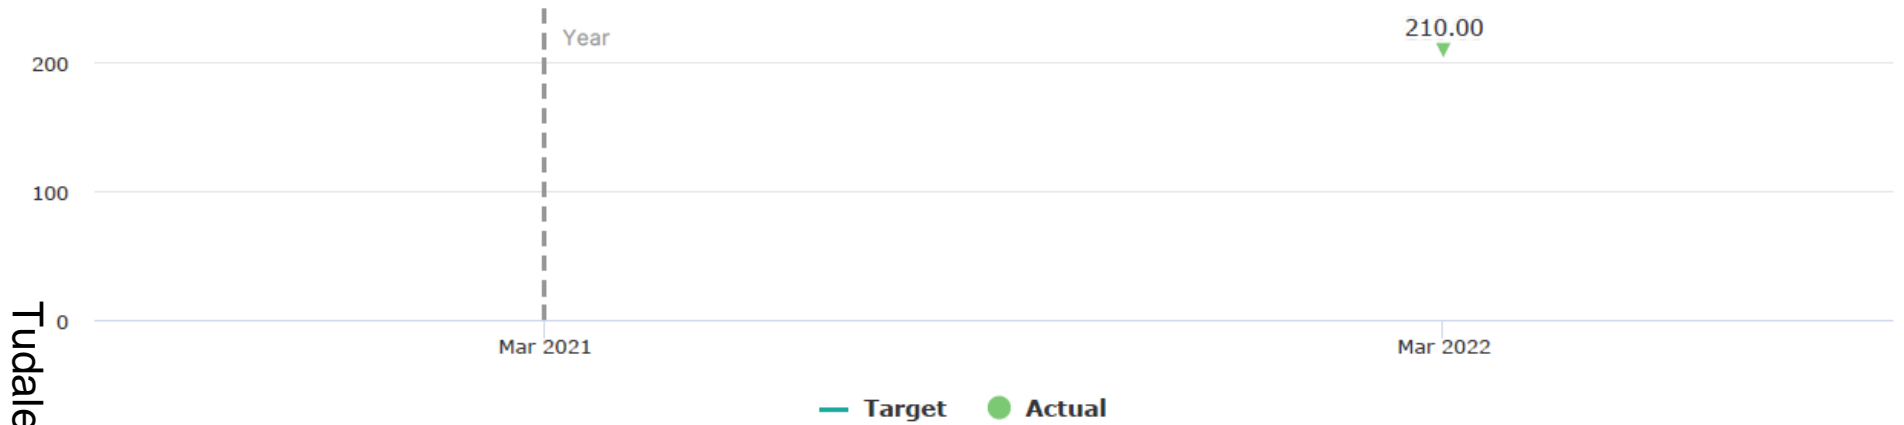 210.00
Year
200
100
0
Mar 2021 Mar 2022
Target Actual
Tudale